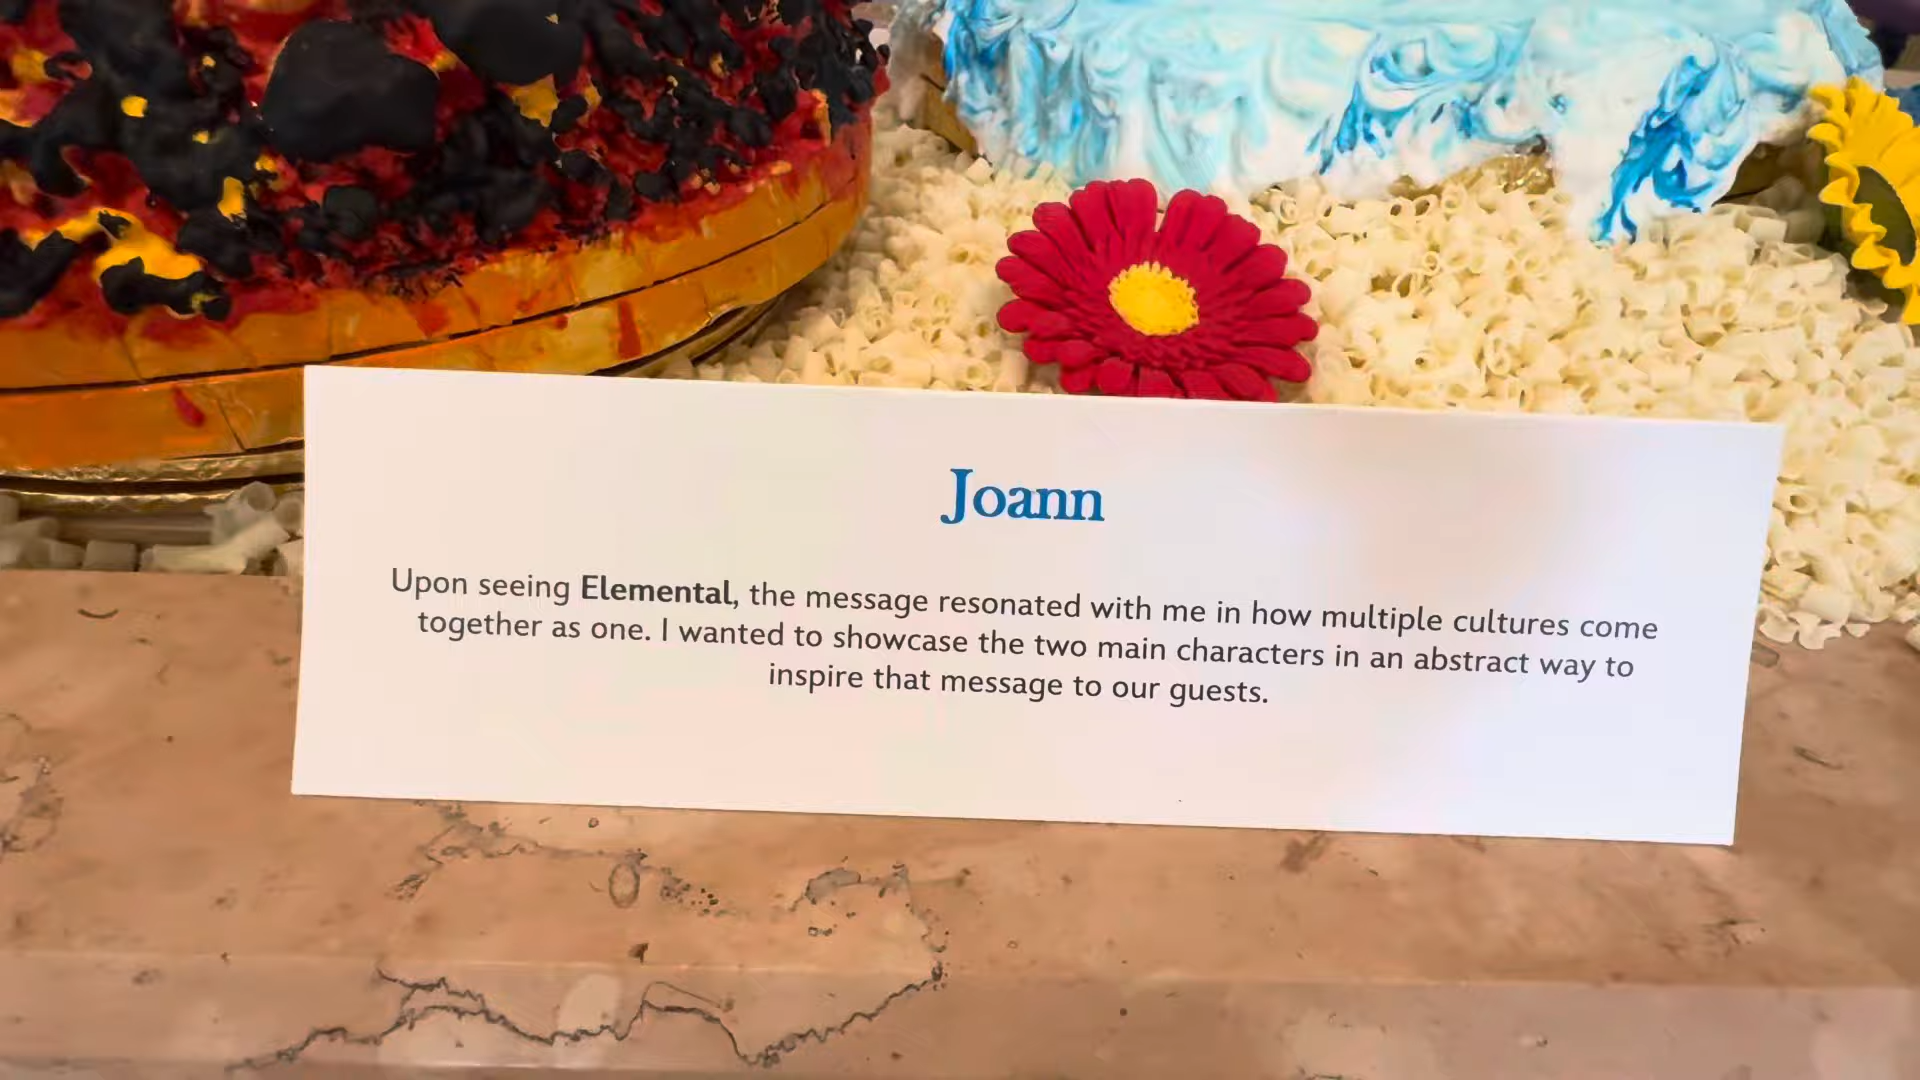 Joann
Upon seeing Elemental, the message resonated with me in how multiple cultures come
together as one. I wanted to showcase the two main characters in an abstract way to
inspire that message to our guests.